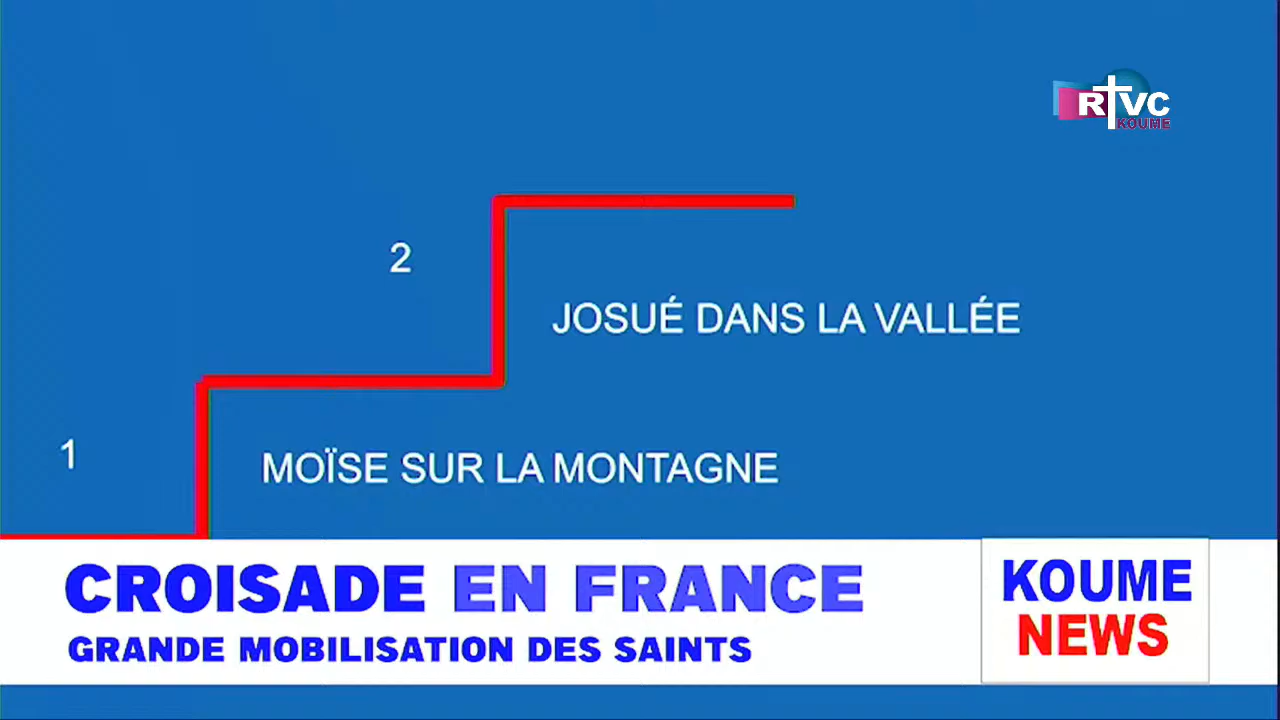 RTVC
KOUME
2
JOSUÉ DANS LA VALLÉE
1
MOÏSE SUR LA MONTAGNE
CROISADE EN FRANCE
GRANDE MOBILISATION DES SAINTS
KOUME
NEWS